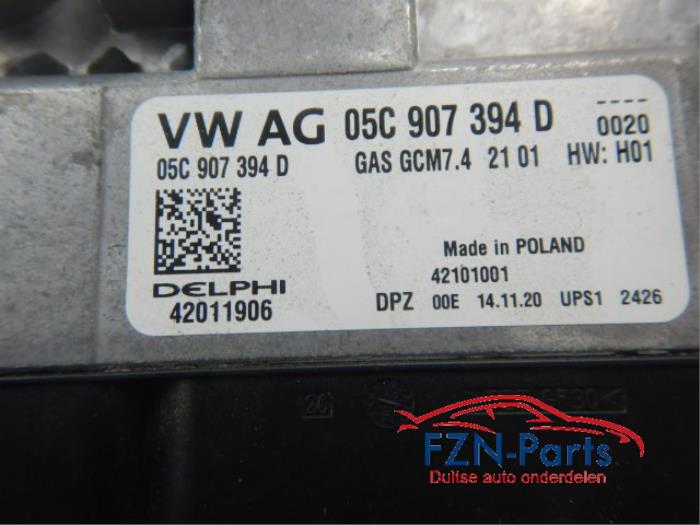 VW AG 05C 907 394 D ---- 0020
05C 907 394 D GAS GCM7.4 21 01 HW: H01
Made in POLAND
42101001
DELPHI
42011906 DPZ 00E 14.11.20 UPS1 2426
FZN-Parts
Duitse auto onderdelen